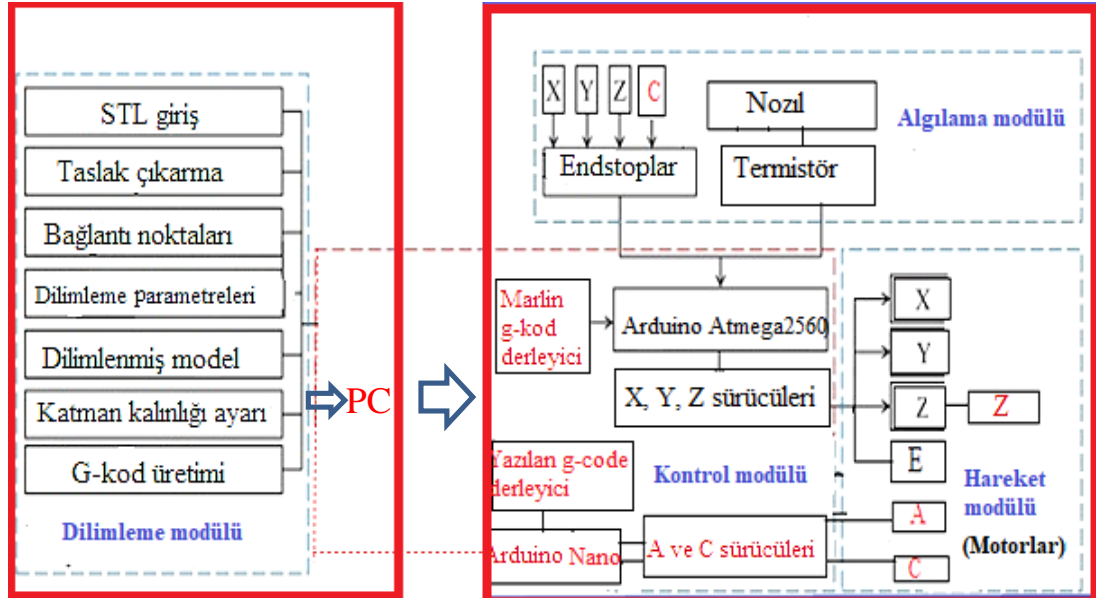 STL giriş
Taslak çıkarma
Bağlantı noktaları
Dilimleme parametreleri
Dilimlenmiş model
Katman kalınlığı ayarı
G-kod üretimi
Dilimleme modülü
PC
X Y Z C
Endstoplar
Nozıl
Termistör
Algılama modülü
Marlin
g-kod
derleyici
Arduino Atmega2560
X, Y, Z sürücüleri
Yazılan g-code
derleyici
Kontrol modülü
Arduino Nano
A ve C sürücüleri
X
Y
Z
Z
E
A
C
Hareket
modülü
(Motorlar)